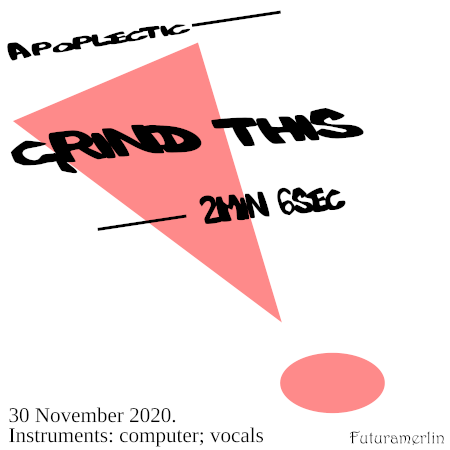 APOPLECTIC
GRIND THIS
2MIN 6SEC
30 November 2020.
Instruments: computer; vocals
Futuramerlin